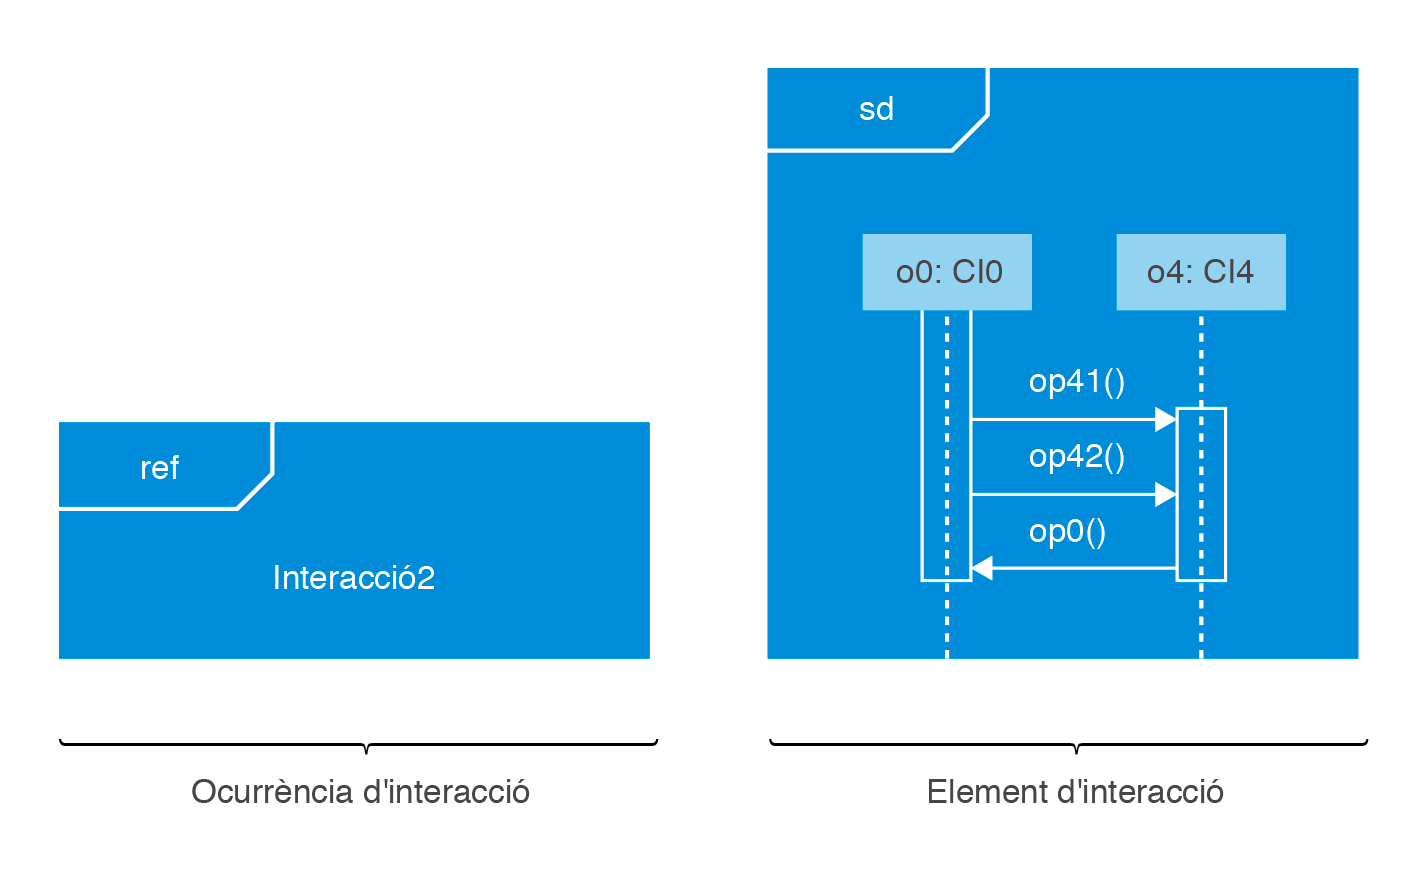 ref
Interacció2
Ocurrència d'interacció
sd
o0: Cl0
o4: Cl4
op41()
op42()
op0()
Element d'interacció